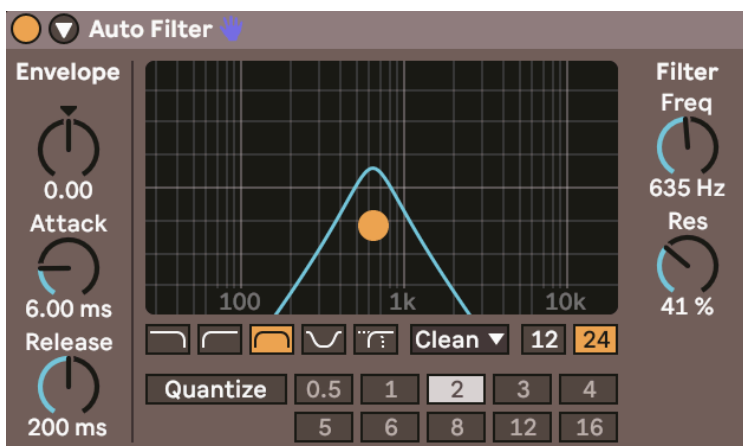 Auto Filter
Envelope
0.00
Attack
6.00 ms
Release
200 ms
100 1k 10k
Clean 12 24
Quantize 0.5 1 2 3 4
5 6 8 12 16
Filter
Freq
635 Hz
Res
41 %